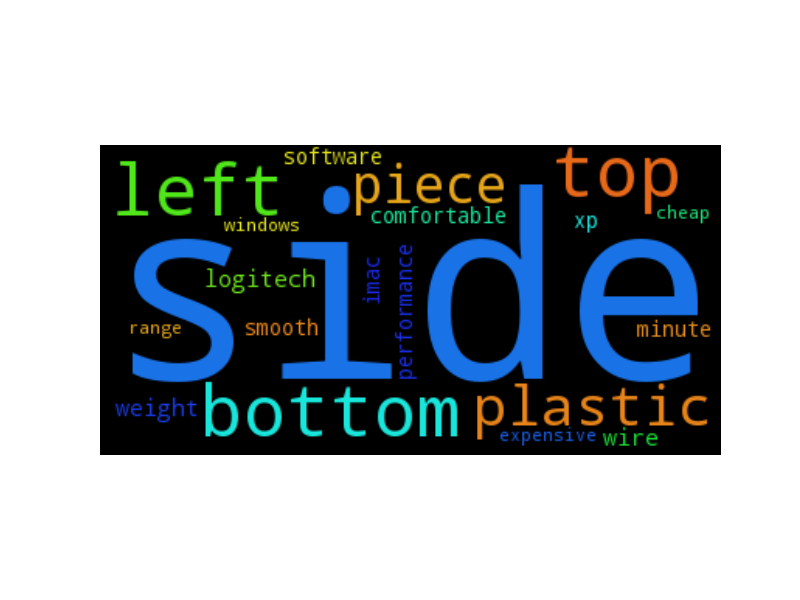 software
left
piece
top
comfortable
cheap
windows
xp
side
logitech
imac
performance
range
smooth
minute
weight
bottom
plastic
expensive
wire